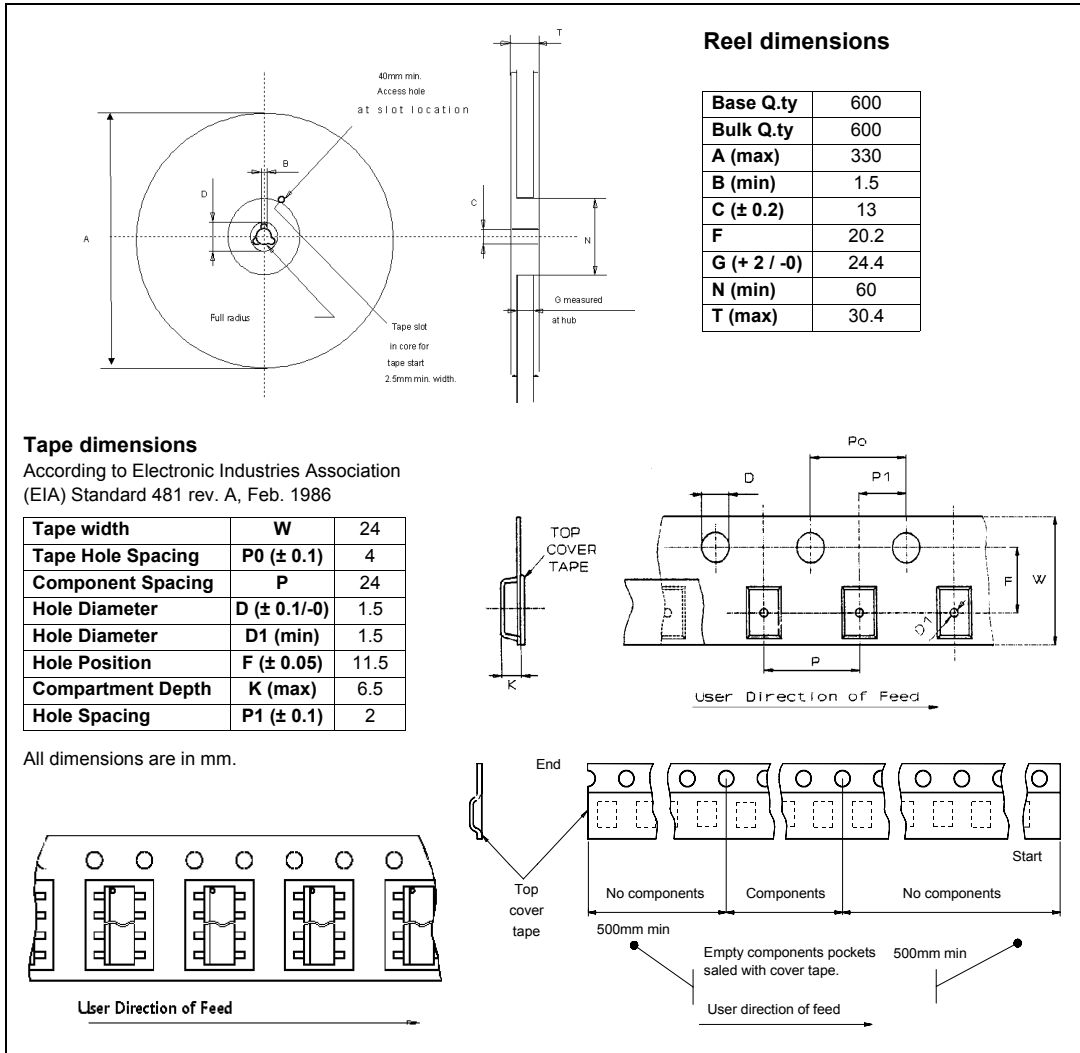 Reel dimensions
Base Q.ty 600
Bulk Q.ty 600
A (max) 330
B (min) 1.5
C (± 0.2) 13
F 20.2
G (+ 2 / -0) 24.4
N (min) 60
T (max) 30.4
T
40mm min.
Access hole
at slot location
B
D
A
C
N
Full radius
Tape slot
in core for
tape start
2.5mm min. width.
G measured
at hub
Tape dimensions
According to Electronic Industries Association
(EIA) Standard 481 rev. A, Feb. 1986
Tape width W 24
Tape Hole Spacing P0 (± 0.1) 4
Component Spacing P 24
Hole Diameter D (± 0.1/-0) 1.5
Hole Diameter D1 (min) 1.5
Hole Position F (± 0.05) 11.5
Compartment Depth K (max) 6.5
Hole Spacing P1 (± 0.1) 2
All dimensions are in mm.
Po
D
P1
TOP
COVER
TAPE
F
W
D1
K
P
User Direction of Feed
End
Start
Top
cover
tape
No components
Components
No components
500mm min
Empty components pockets
saled with cover tape.
500mm min
User direction of feed
User Direction of Feed